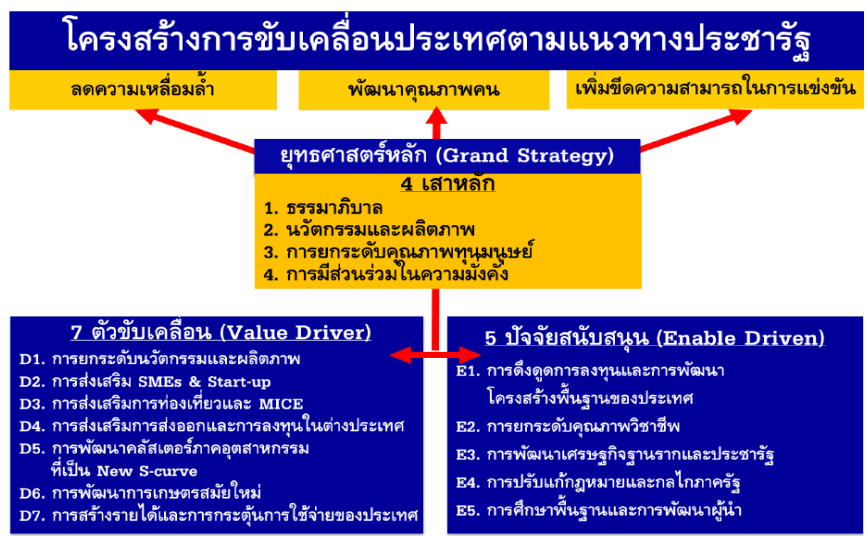 โครงสร้างการขับเคลื่อนประเทศตามแนวทางประชารัฐ
ลดความเหลื่อมล้ำ
พัฒนาคุณภาพคน
เพิ่มขีดความสามารถในการแข่งขัน
ยุทธศาสตร์หลัก (Grand Strategy)
4 เสาหลัก
1. ธรรมาภิบาล
2. นวัตกรรมและผลิตภาพ
3. การยกระดับคุณภาพทุนมนุษย์
4. การมีส่วนร่วมในความมั่งคั่ง
7 ตัวขับเคลื่อน (Value Driver)
D1. การยกระดับนวัตกรรมและผลิตภาพ
D2. การส่งเสริม SMEs & Start-up
D3. การส่งเสริมการท่องเที่ยวและ MICE
D4. การส่งเสริมการส่งออกและการลงทุนในต่างประเทศ
D5. การพัฒนาคลัสเตอร์ภาคอุตสาหกรรม
ที่เป็น New S-curve
D6. การพัฒนาการเกษตรสมัยใหม่
D7. การสร้างรายได้และการกระตุ้นการใช้จ่ายของประเทศ
5 ปัจจัยสนับสนุน (Enable Driven)
E1. การดึงดูดการลงทุนและการพัฒนา
โครงสร้างพื้นฐานของประเทศ
E2. การยกระดับคุณภาพวิชาชีพ
E3. การพัฒนาเศรษฐกิจฐานรากและประชารัฐ
E4. การปรับแก้กฎหมายและกลไกภาครัฐ
E5. การศึกษาพื้นฐานและการพัฒนาผู้นำ